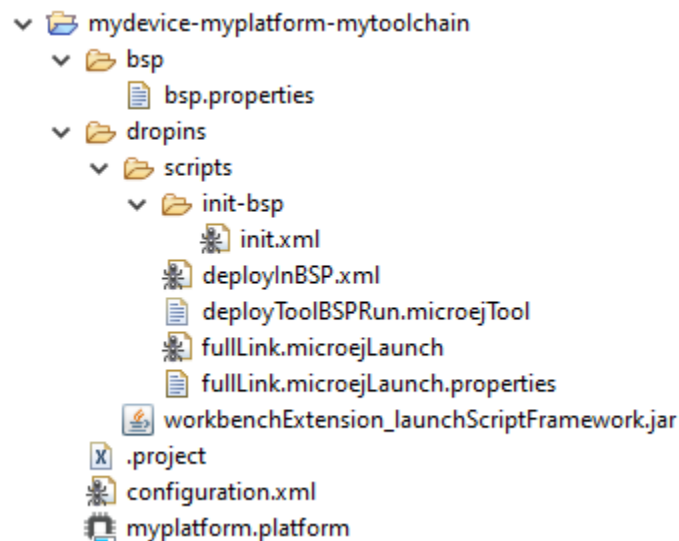 mydevice-myplatform-mytoolchain
bsp
bsp.properties
dropins
scripts
init-bsp
init.xml
deployInBSP.xml
deployToolBSPRun.microejTool
fullLink.microejLaunch
fullLink.microejLaunch.properties
workbenchExtension_launchScriptFramework.jar
.project
configuration.xml
myplatform.platform